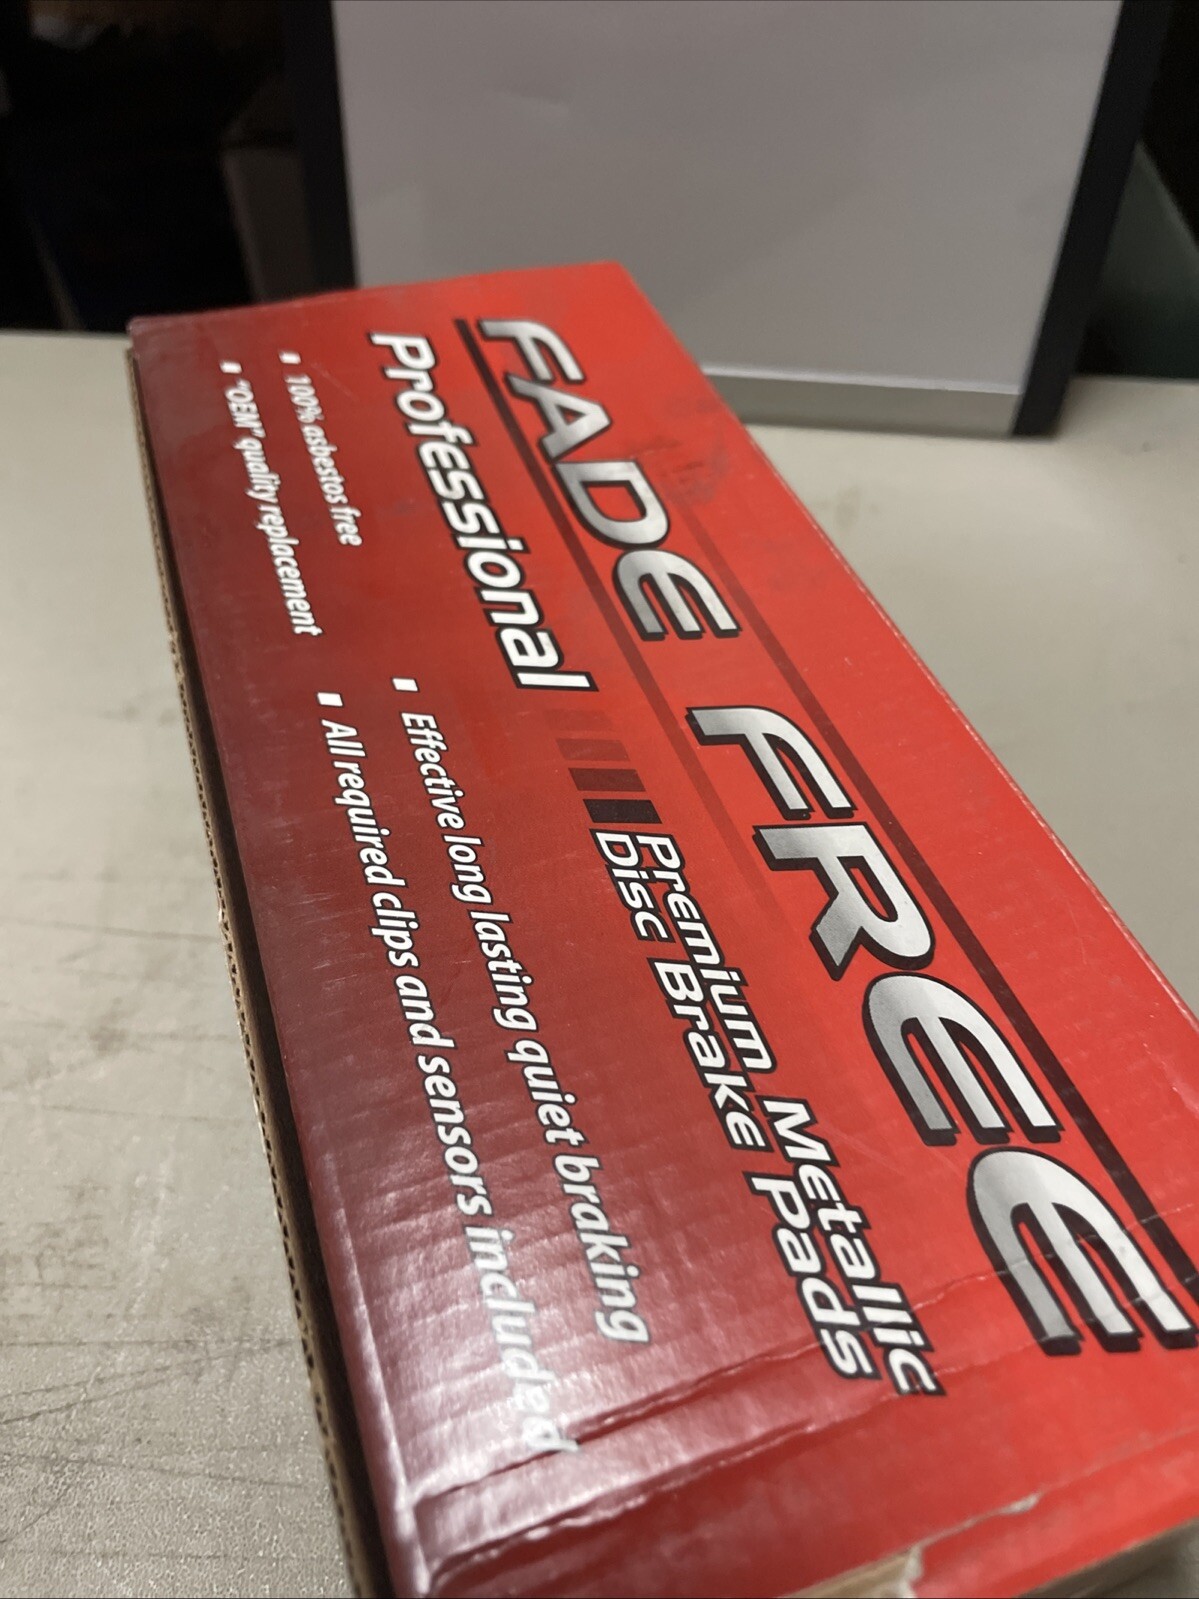 FADE FREE
Professional
Premium Metallic
Disc Brake Pads
▪ 100% asbestos free
▪ "OEM" quality replacement
▪ Effective long lasting quiet braking
▪ All required clips and sensors included